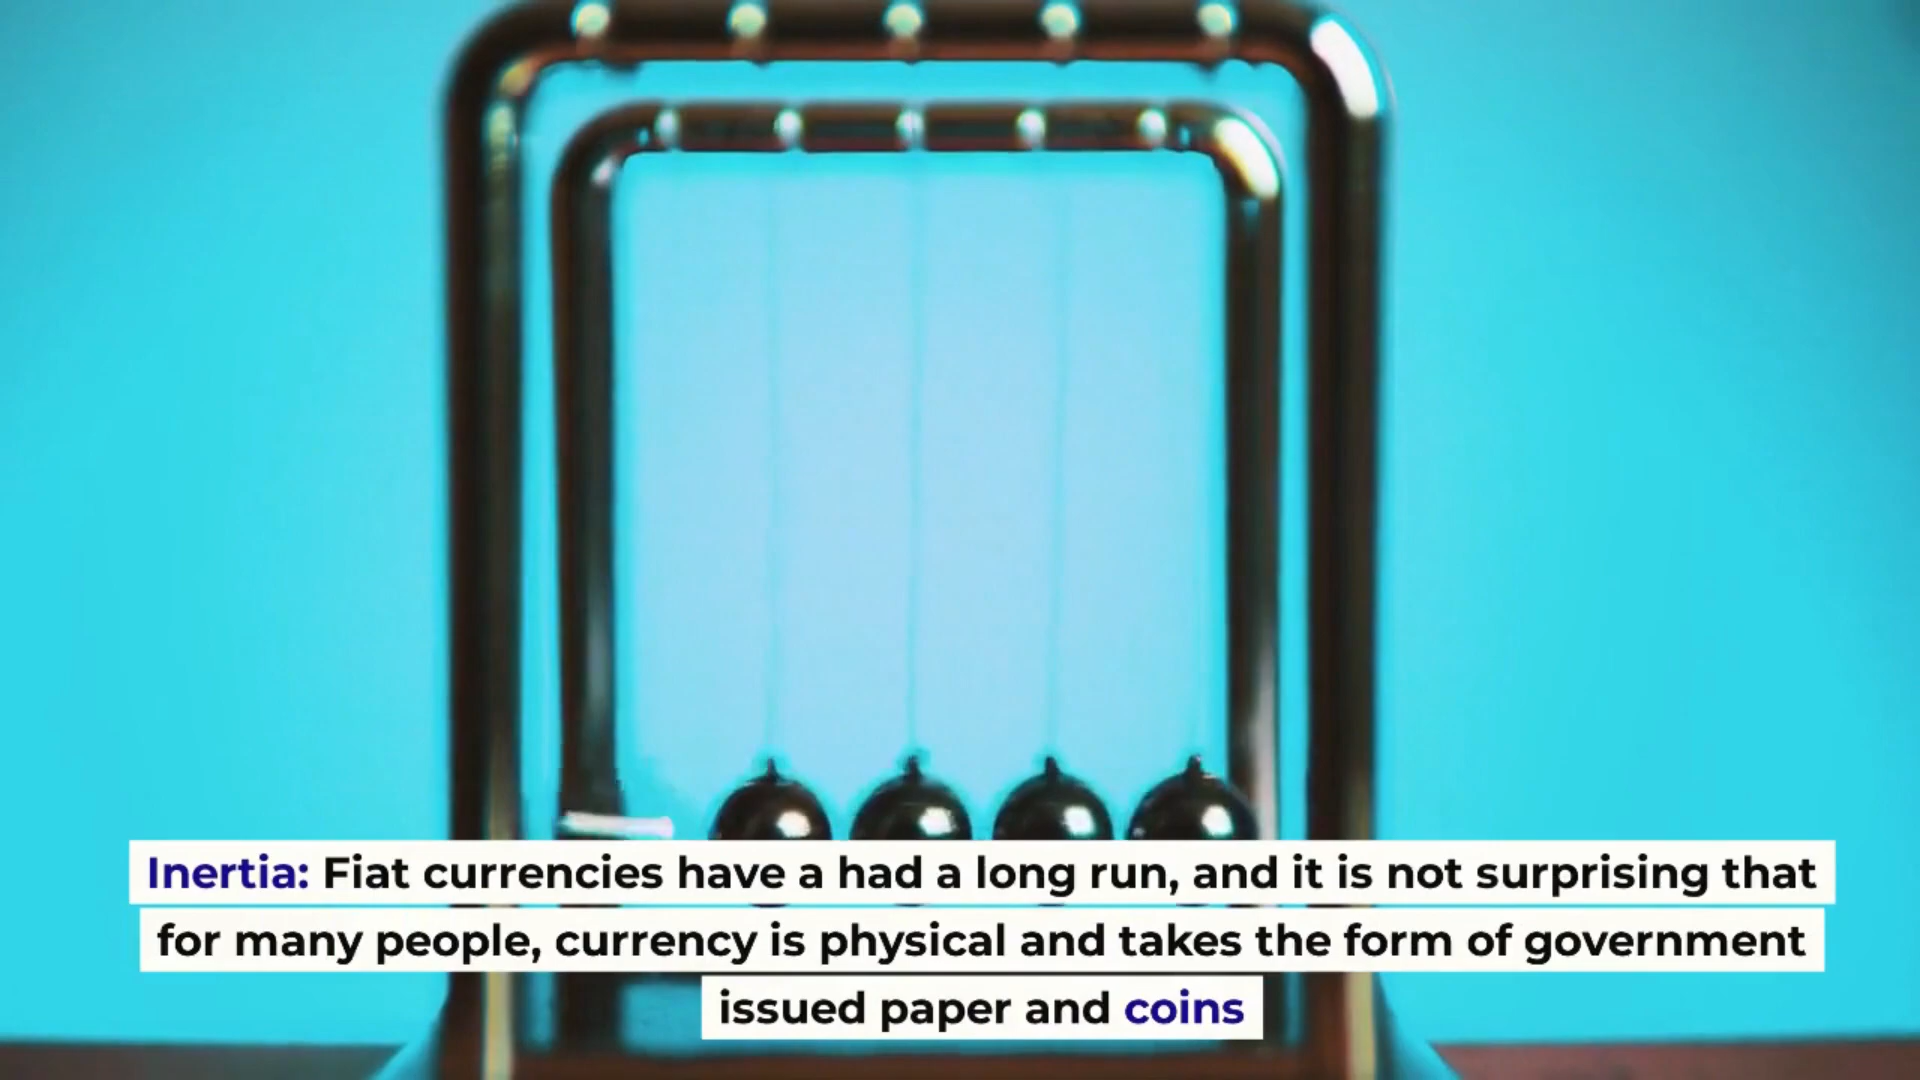 Inertia: Fiat currencies have a had a long run, and it is not surprising that
for many people, currency is physical and takes the form of government
issued paper and coins